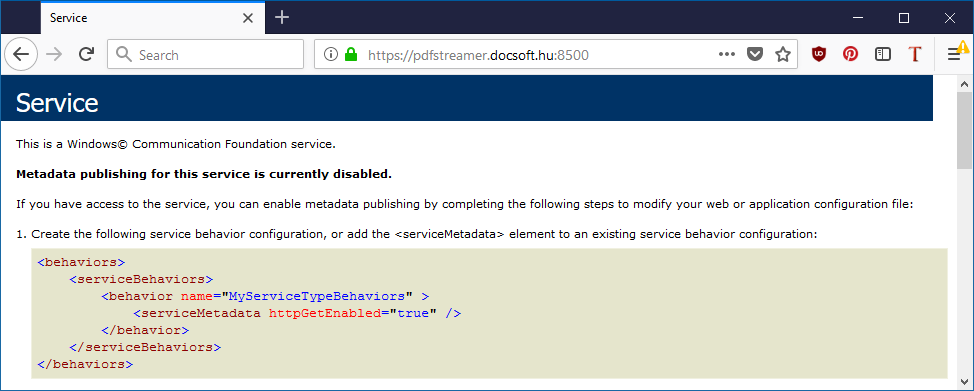 Service
Search
https://pdfstreamer.docsoft.hu:8500
Service
This is a Windows© Communication Foundation service.
Metadata publishing for this service is currently disabled.
If you have access to the service, you can enable metadata publishing by completing the following steps to modify your web or application configuration file:
1. Create the following service behavior configuration, or add the <serviceMetadata> element to an existing service behavior configuration:
<behaviors>
    <serviceBehaviors>
        <behavior name="MyServiceTypeBehaviors" >
            <serviceMetadata httpGetEnabled="true" />
        </behavior>
    </serviceBehaviors>
</behaviors>